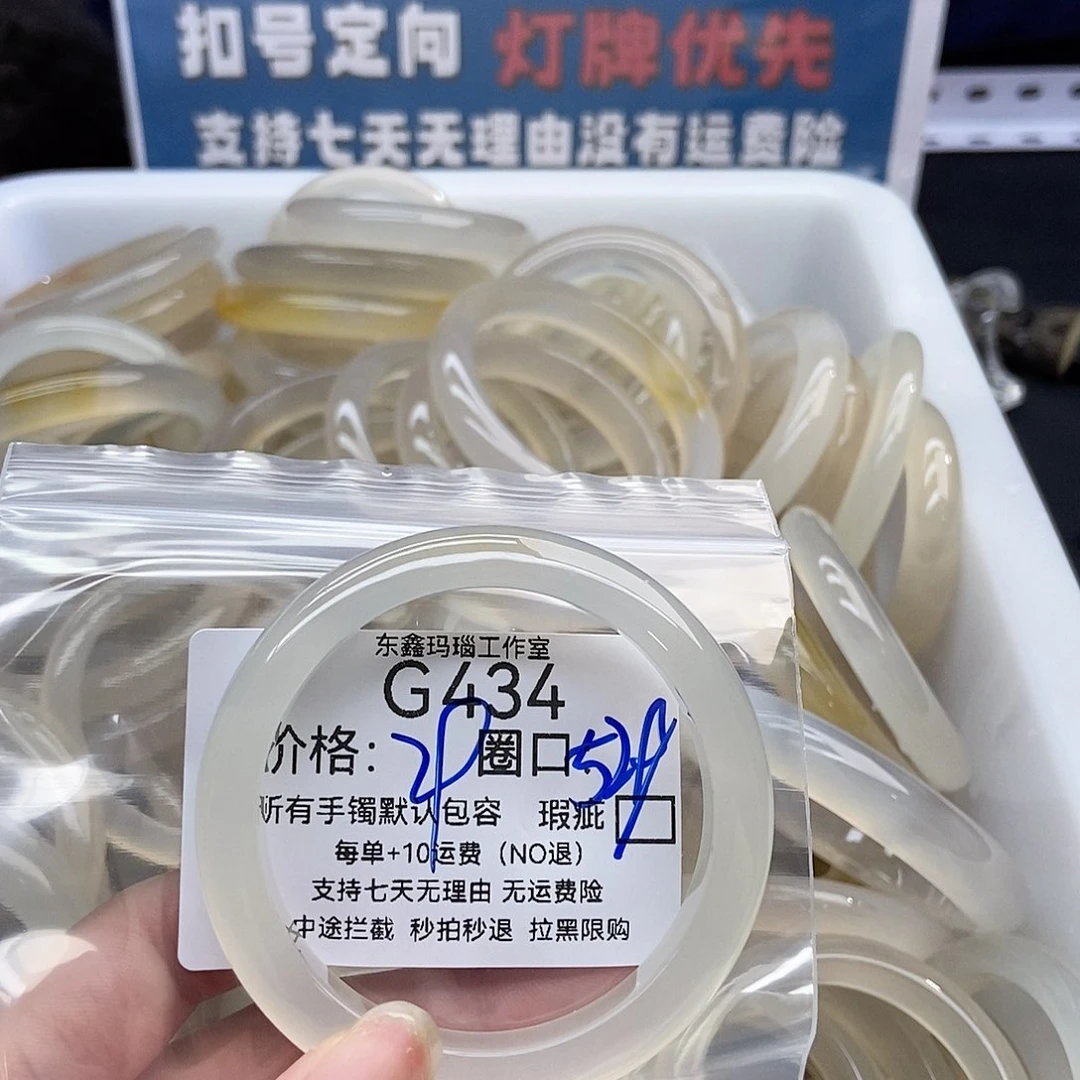 扣号定向 灯牌优先
支持七天无理由没有运费险
东鑫玛瑙工作室
G434
价格: 圈口
所有手镯默认包容 瑕疵
每单+10运费（NO退）
支持七天无理由 无运费险
中途拦截 秒拍秒退 拉黑限购